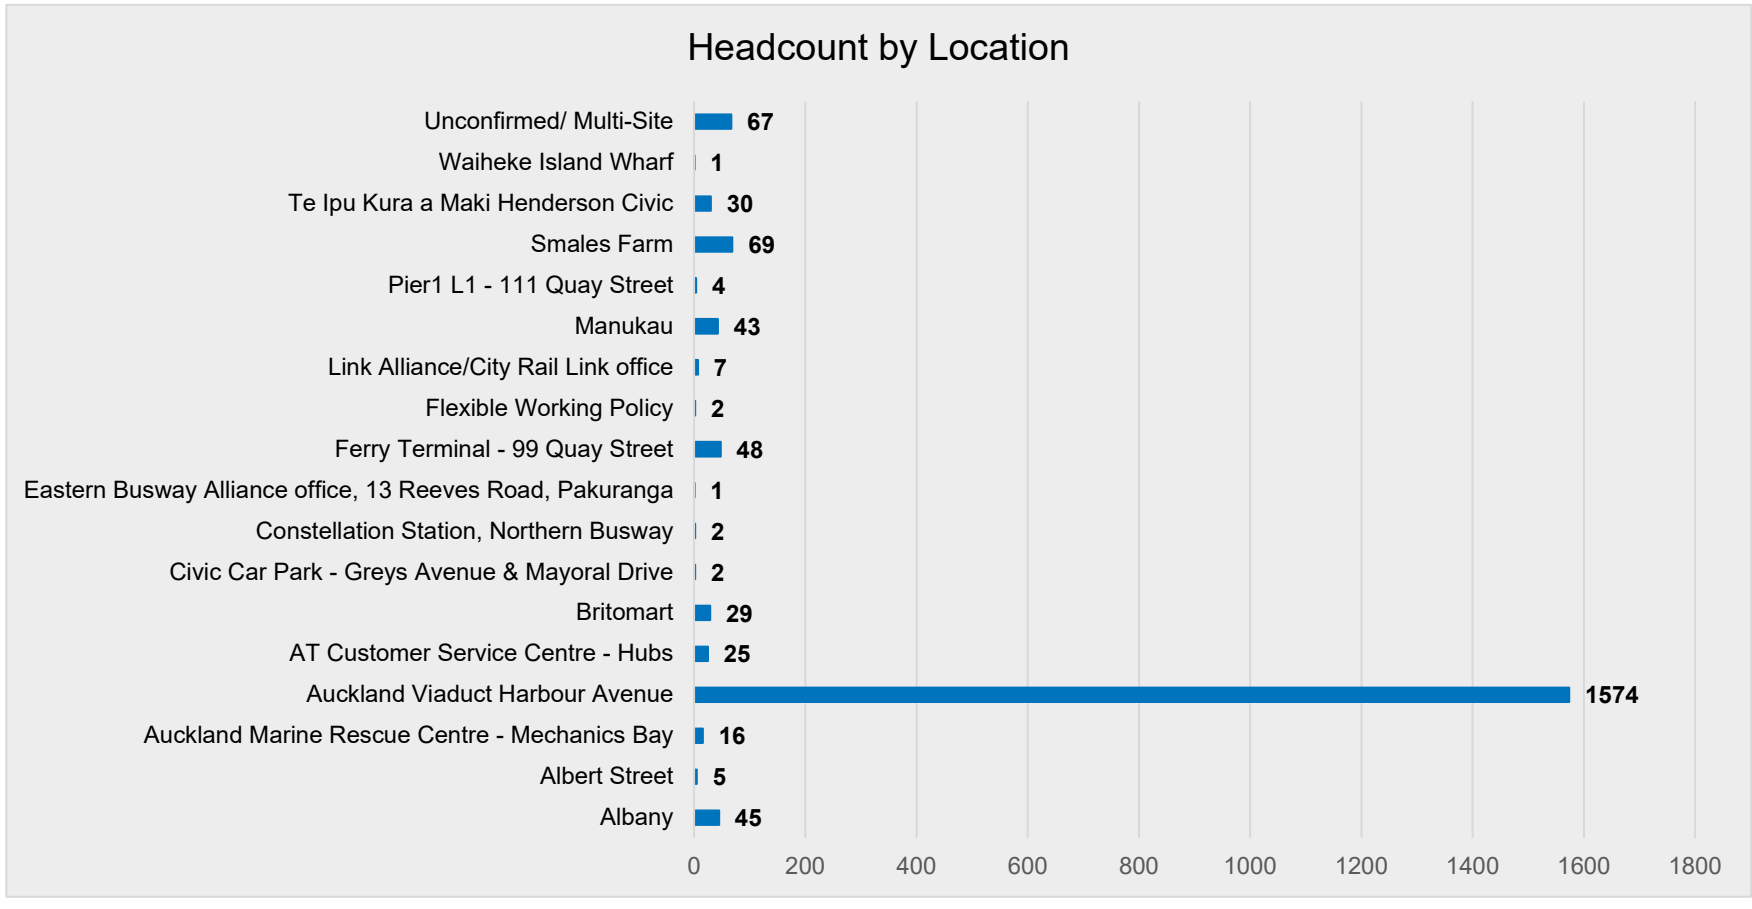 Headcount by Location
Unconfirmed/ Multi-Site 67
Waiheke Island Wharf 1
Te Ipu Kura a Maki Henderson Civic 30
Smales Farm 69
Pier1 L1 - 111 Quay Street 4
Manukau 43
Link Alliance/City Rail Link office 7
Flexible Working Policy 2
Ferry Terminal - 99 Quay Street 48
Eastern Busway Alliance office, 13 Reeves Road, Pakuranga 1
Constellation Station, Northern Busway 2
Civic Car Park - Greys Avenue & Mayoral Drive 2
Britomart 29
AT Customer Service Centre - Hubs 25
Auckland Viaduct Harbour Avenue 1574
Auckland Marine Rescue Centre - Mechanics Bay 16
Albert Street 5
Albany 45
0 200 400 600 800 1000 1200 1400 1600 1800